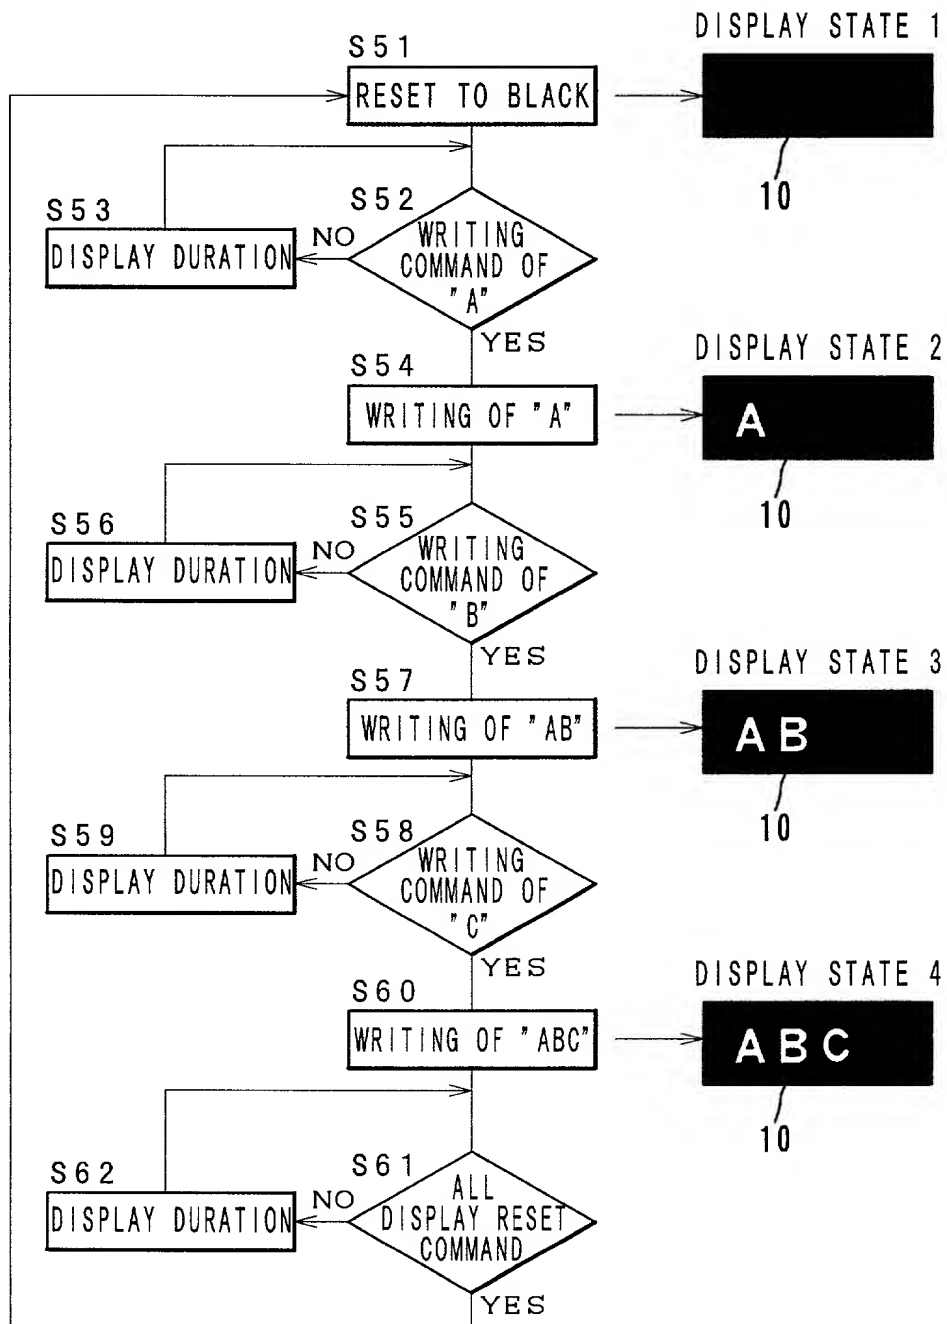 DISPLAY STATE 1
S51
RESET TO BLACK
10
S53
S52
DISPLAY DURATION
NO
WRITING
COMMAND OF
"A"
YES
DISPLAY STATE 2
S54
WRITING OF "A"
A
10
S56
S55
DISPLAY DURATION
NO
WRITING
COMMAND OF
"B"
YES
DISPLAY STATE 3
S57
WRITING OF "AB"
AB
10
S59
S58
DISPLAY DURATION
NO
WRITING
COMMAND OF
"C"
YES
DISPLAY STATE 4
S60
WRITING OF "ABC"
ABC
10
S62
S61
DISPLAY DURATION
NO
ALL
DISPLAY RESET
COMMAND
YES